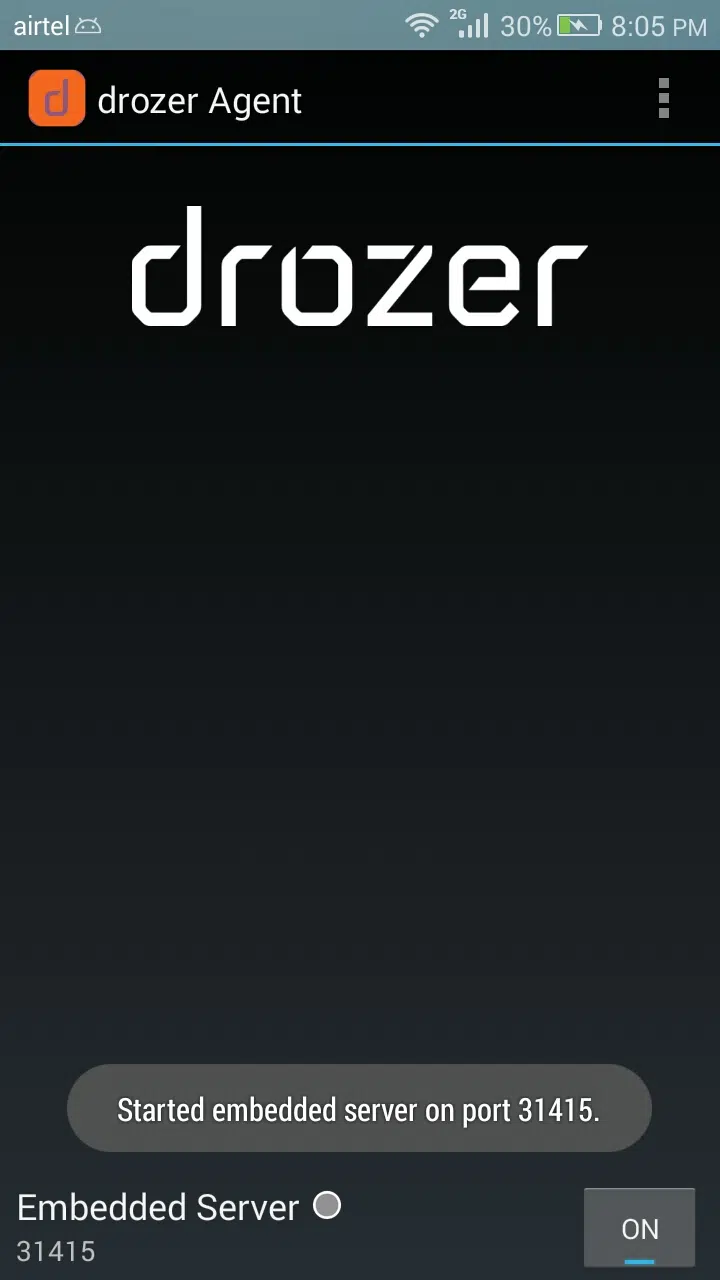 airtel 2G 30% 8:05 PM
d drozer Agent
drozer
Started embedded server on port 31415.
Embedded Server
ON
31415